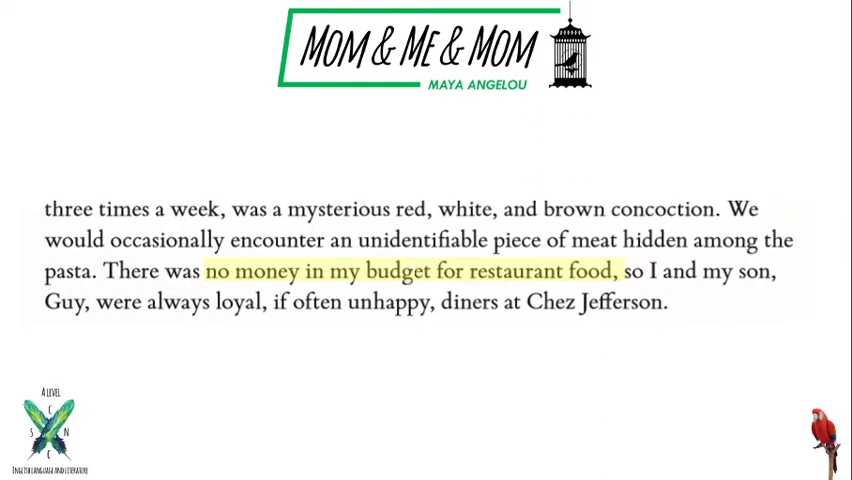 MOM & ME & MOM
MAYA ANGELOU
three times a week, was a mysterious red, white, and brown concoction. We
would occasionally encounter an unidentifiable piece of meat hidden among the
pasta. There was no money in my budget for restaurant food, so I and my son,
Guy, were always loyal, if often unhappy, diners at Chez Jefferson.
A LEVEL
C
S N
C
ENGLISH LANGUAGE AND LITERATURE